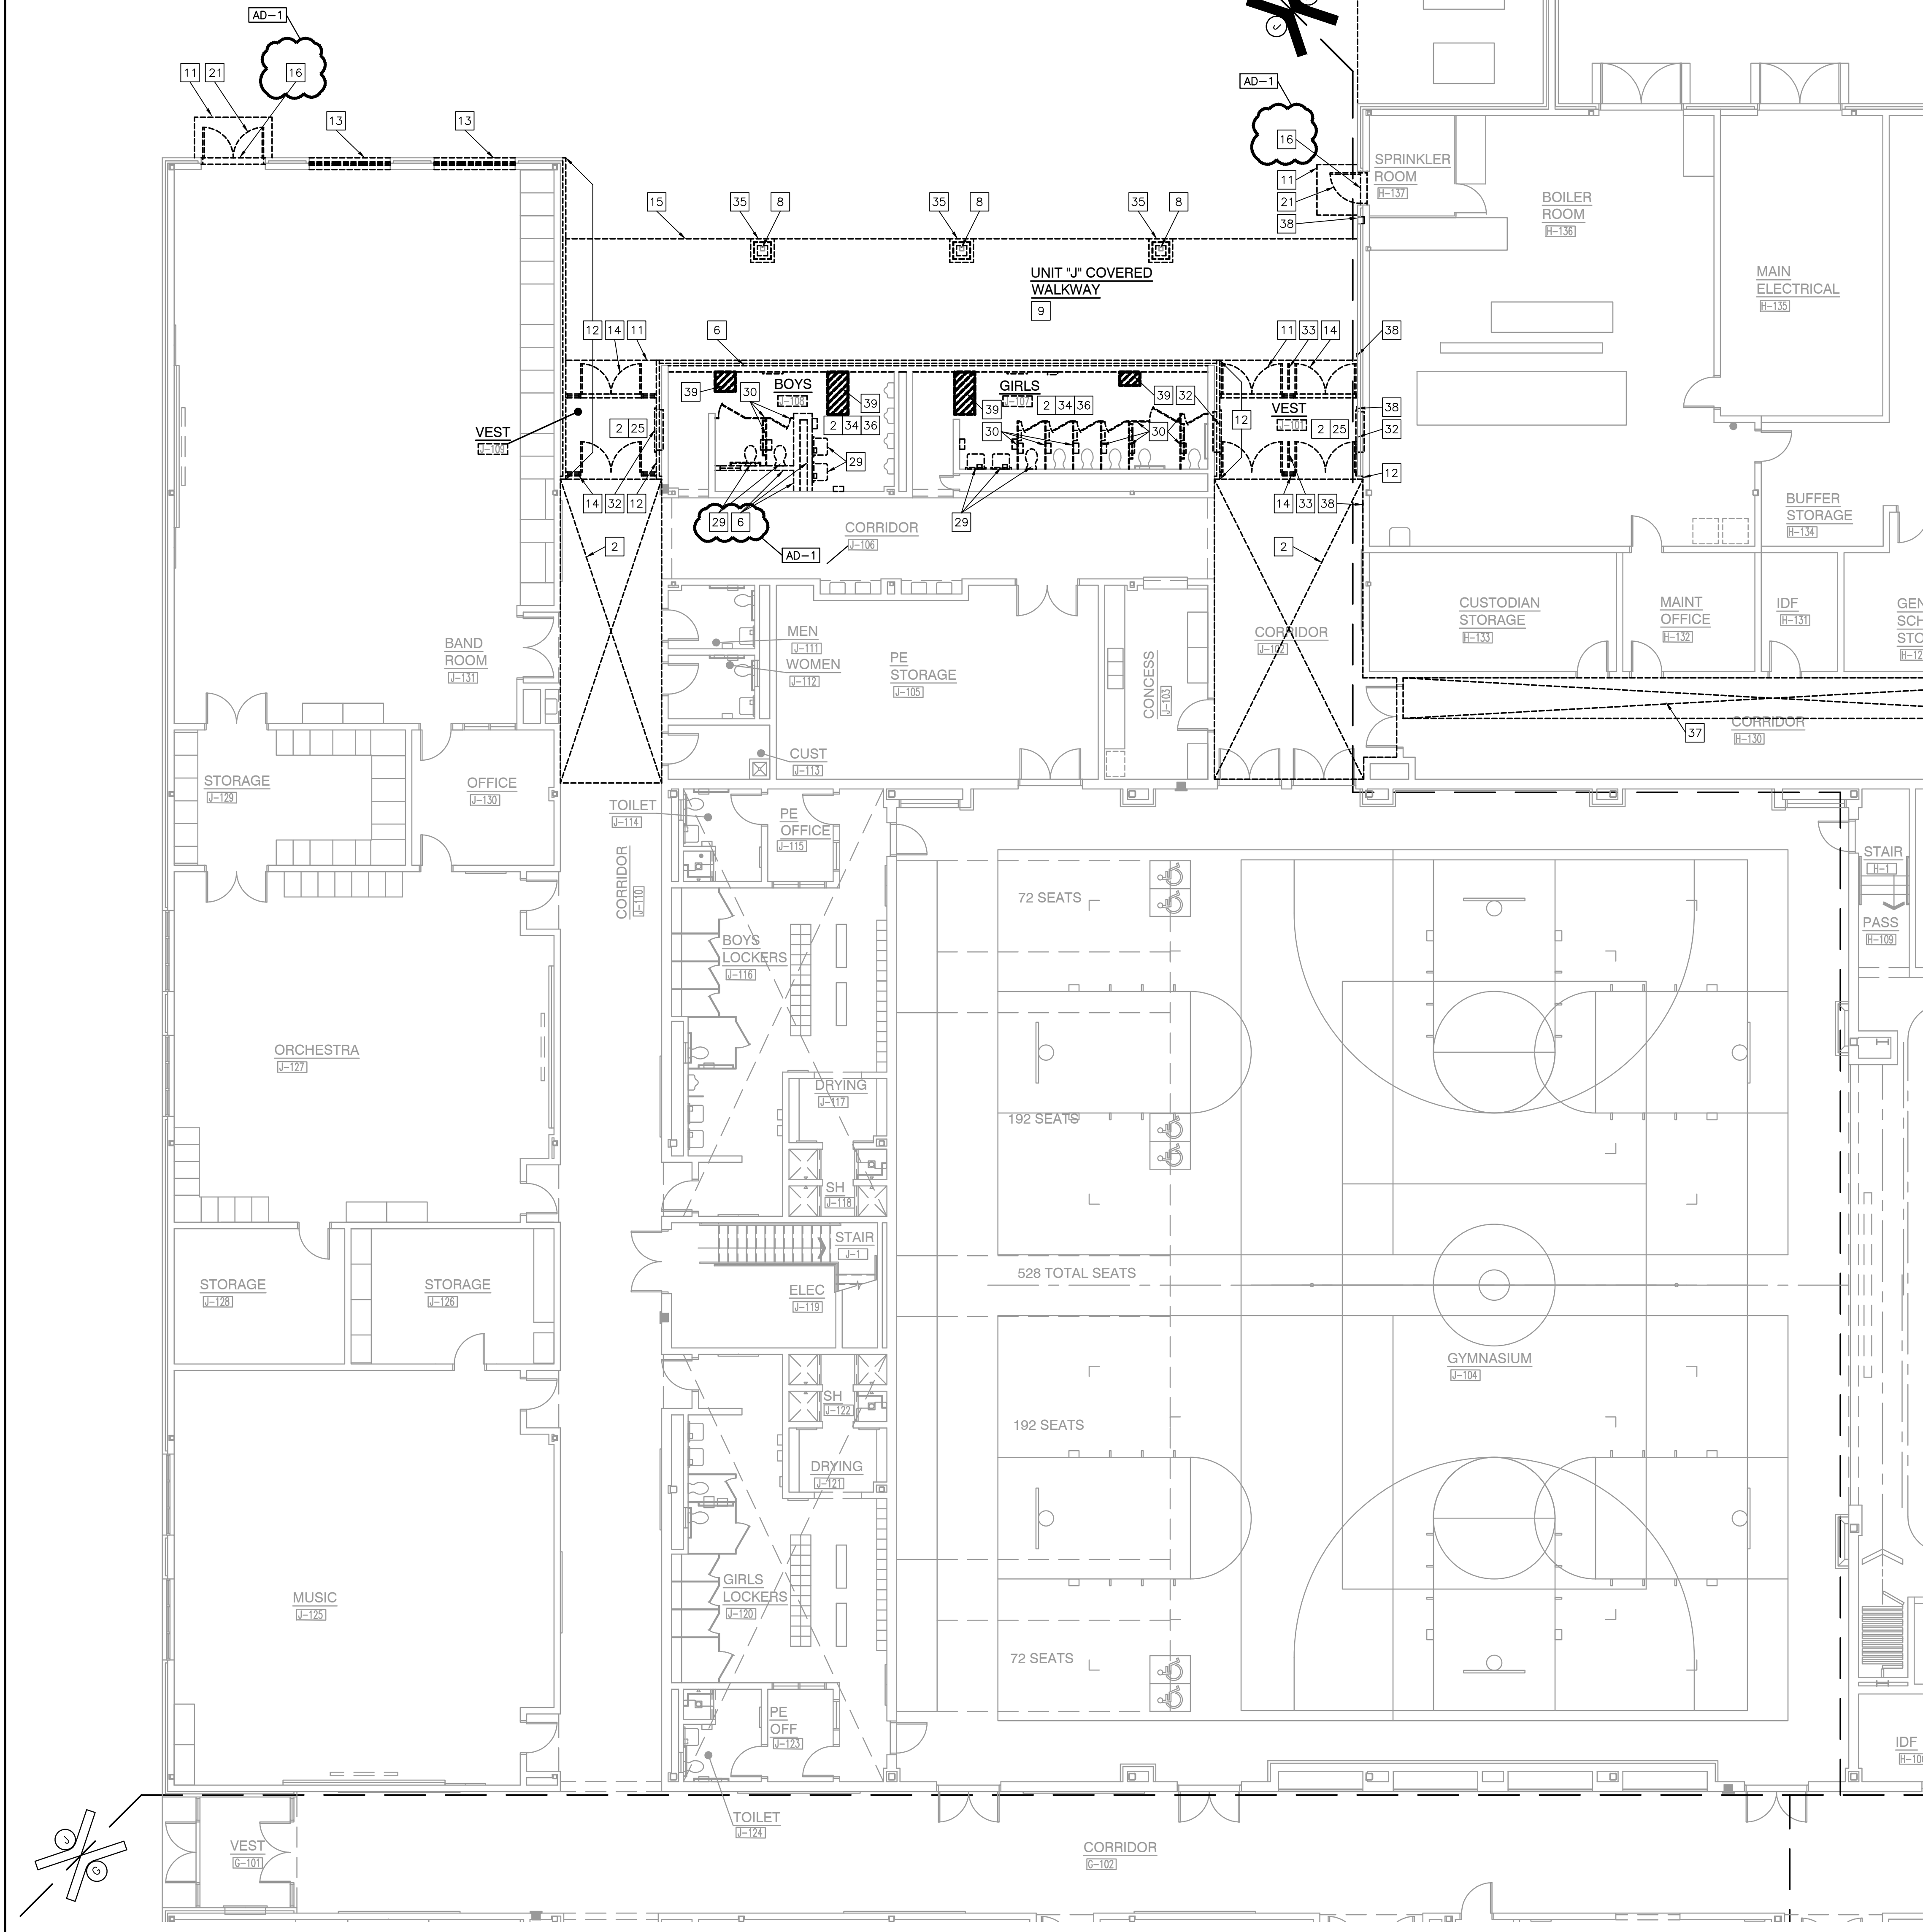 AD-1
J
11
21
16
13
13
AD-1
16
11
21
38
SPRINKLER
ROOM
H-137
BOILER
ROOM
H-136
MAIN
ELECTRICAL
H-135
15
35
8
35
8
35
8
UNIT "J" COVERED
WALKWAY
9
12
14
11
6
11
33
14
38
39
30
BOYS
J-108
39
2
34
36
39
GIRLS
J-107
2
34
36
30
30
39
32
12
VEST
J-101
2
25
38
32
12
VEST
J-109
2
25
29
14
32
12
29
6
AD-1
29
14
33
38
CORRIDOR
J-106
2
2
BUFFER
STORAGE
H-134
CUSTODIAN
STORAGE
H-133
MAINT
OFFICE
H-132
IDF
H-131
GEN
SCH
STO
H-12
BAND
ROOM
J-131
MEN
J-111
WOMEN
J-112
PE
STORAGE
J-105
CONCESS
J-103
CORRIDOR
J-102
37
CORRIDOR
H-130
CUST
J-113
STORAGE
J-129
OFFICE
J-130
TOILET
J-114
PE
OFFICE
J-115
CORRIDOR
J-110
STAIR
H-1
PASS
H-109
72 SEATS
BOYS
LOCKERS
J-116
ORCHESTRA
J-127
DRYING
J-117
192 SEATS
SH
J-118
STAIR
J-1
528 TOTAL SEATS
STORAGE
J-128
STORAGE
J-126
ELEC
J-119
GYMNASIUM
J-104
SH
J-122
192 SEATS
DRYING
J-121
GIRLS
LOCKERS
J-120
MUSIC
J-125
72 SEATS
PE
OFF
J-123
IDF
H-106
TOILET
J-124
J
G
VEST
G-101
CORRIDOR
G-102